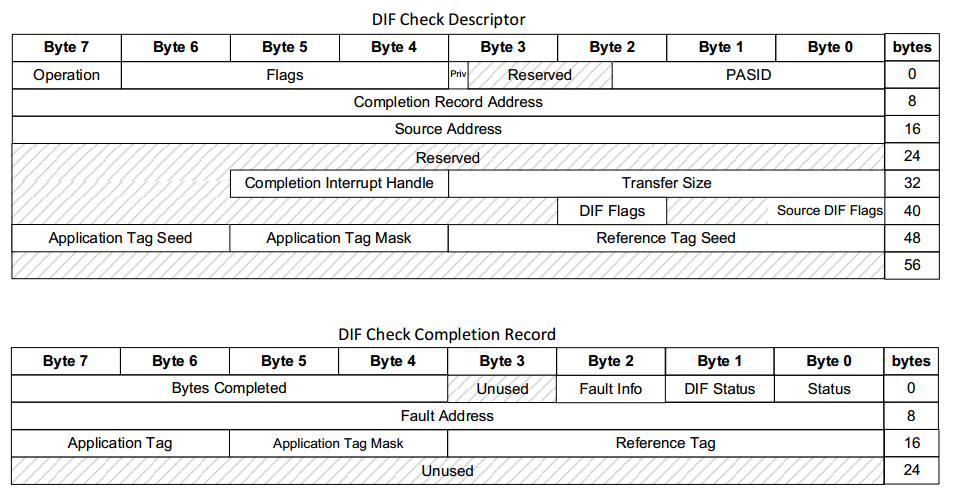 DIF Check Descriptor
Byte 7 Byte 6 Byte 5 Byte 4 Byte 3 Byte 2 Byte 1 Byte 0 bytes
Operation Flags Priv Reserved PASID 0
Completion Record Address 8
Source Address 16
Reserved 24
Completion Interrupt Handle Transfer Size 32
DIF Flags Source DIF Flags 40
Application Tag Seed Application Tag Mask Reference Tag Seed 48
56
DIF Check Completion Record
Byte 7 Byte 6 Byte 5 Byte 4 Byte 3 Byte 2 Byte 1 Byte 0 bytes
Bytes Completed Unused Fault Info DIF Status Status 0
Fault Address 8
Application Tag Application Tag Mask Reference Tag 16
Unused 24